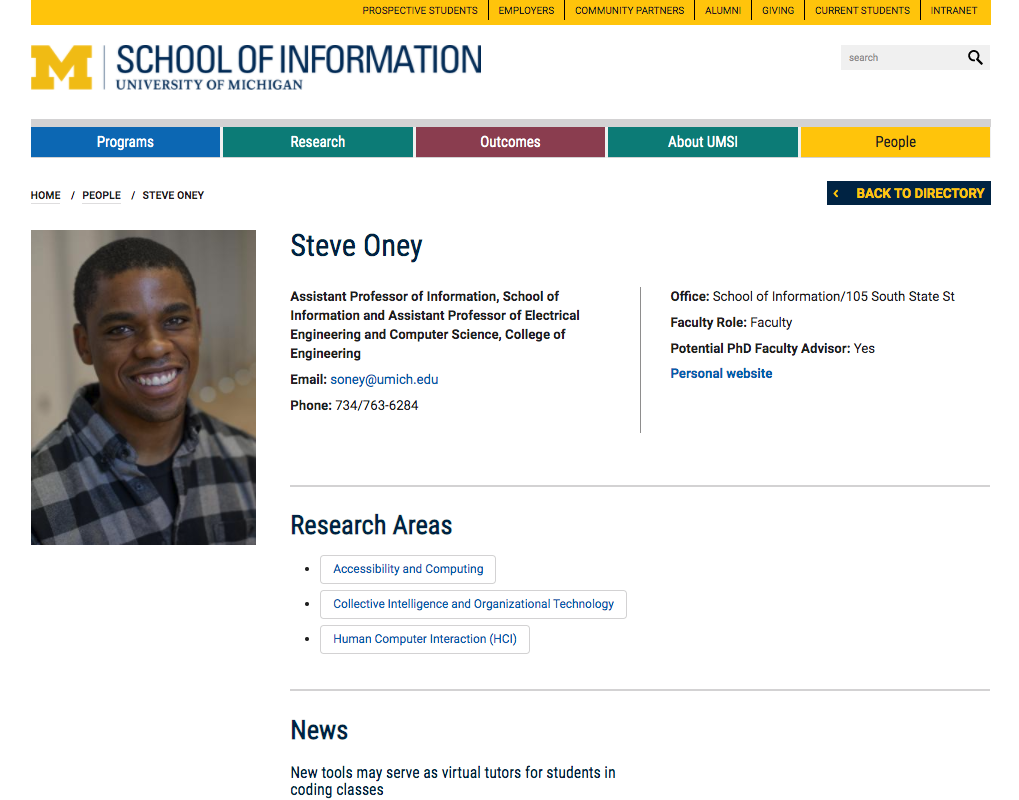 PROSPECTIVE STUDENTS EMPLOYERS COMMUNITY PARTNERS ALUMNI GIVING CURRENT STUDENTS INTRANET
M SCHOOL OF INFORMATION
UNIVERSITY OF MICHIGAN
search
Programs Research Outcomes About UMSI People
HOME / PEOPLE / STEVE ONEY
‹ BACK TO DIRECTORY
Steve Oney
Assistant Professor of Information, School of
Information and Assistant Professor of Electrical
Engineering and Computer Science, College of
Engineering
Email: soney@umich.edu
Phone: 734/763-6284
Office: School of Information/105 South State St
Faculty Role: Faculty
Potential PhD Faculty Advisor: Yes
Personal website
Research Areas
• Accessibility and Computing
• Collective Intelligence and Organizational Technology
• Human Computer Interaction (HCI)
News
New tools may serve as virtual tutors for students in
coding classes